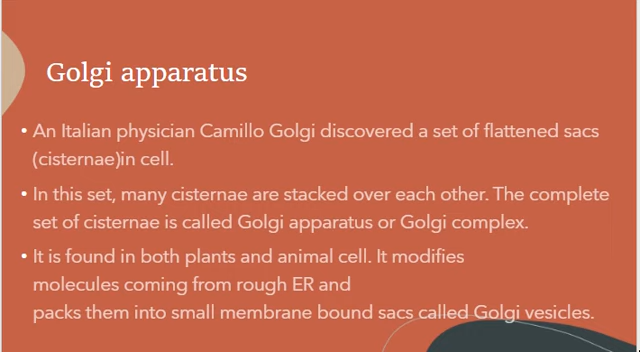 Golgi apparatus
• An Italian physician Camillo Golgi discovered a set of flattened sacs
(cisternae)in cell.
• In this set, many cisternae are stacked over each other. The complete
set of cisternae is called Golgi apparatus or Golgi complex.
• It is found in both plants and animal cell. It modifies
molecules coming from rough ER and
packs them into small membrane bound sacs called Golgi vesicles.